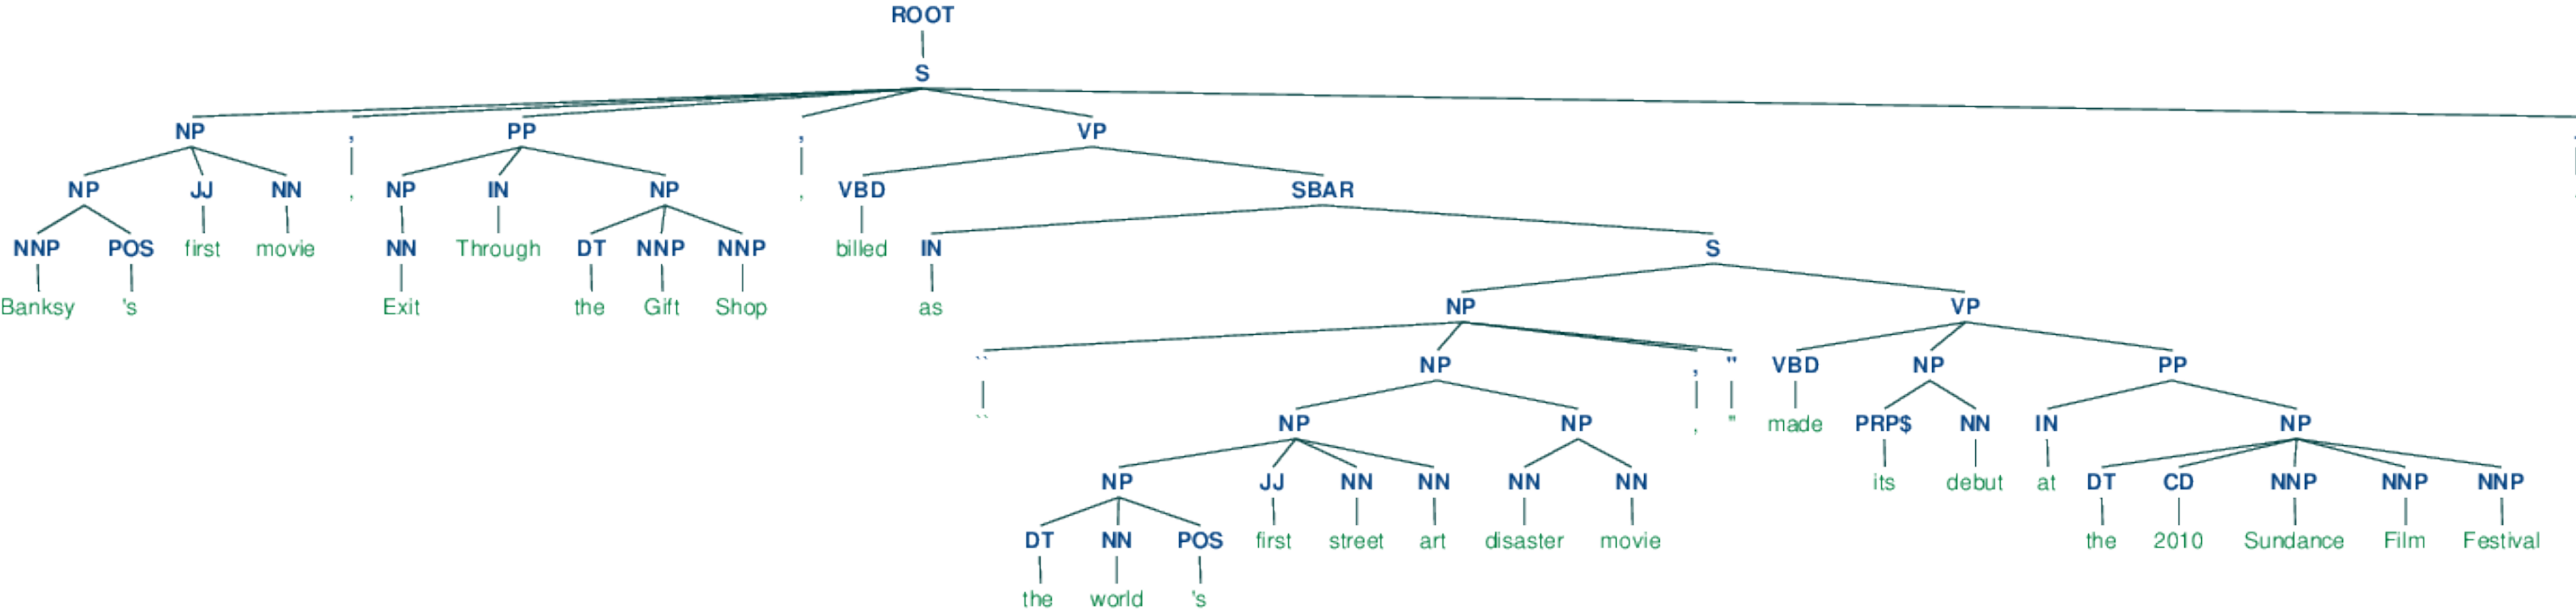 ROOT
S
NP , PP , VP
NP JJ NN , NP IN NP , VBD SBAR
NNP POS first movie NN Through DT NNP NNP billed IN S
Banksy 's Exit the Gift Shop as NP VP
`` NP , " VBD NP PP
`` NP NP , " made PRP$ NN IN NP
NP JJ NN NN NN NN its debut at DT CD NNP NNP NNP
DT NN POS first street art disaster movie the 2010 Sundance Film Festival
the world 's